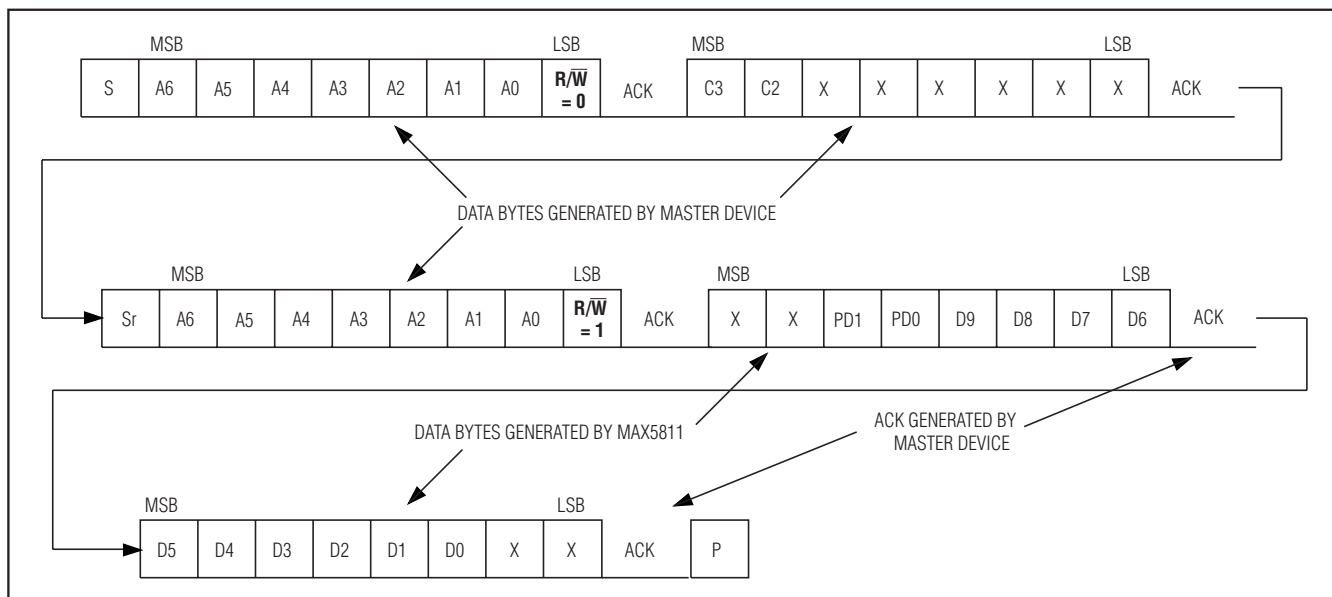 MSB LSB MSB LSB
S A6 A5 A4 A3 A2 A1 A0 R/W̅ = 0 ACK C3 C2 X X X X X X ACK
DATA BYTES GENERATED BY MASTER DEVICE
MSB LSB MSB LSB
Sr A6 A5 A4 A3 A2 A1 A0 R/W̅ = 1 ACK X X PD1 PD0 D9 D8 D7 D6 ACK
DATA BYTES GENERATED BY MAX5811
ACK GENERATED BY
MASTER DEVICE
MSB LSB
D5 D4 D3 D2 D1 D0 X X ACK P